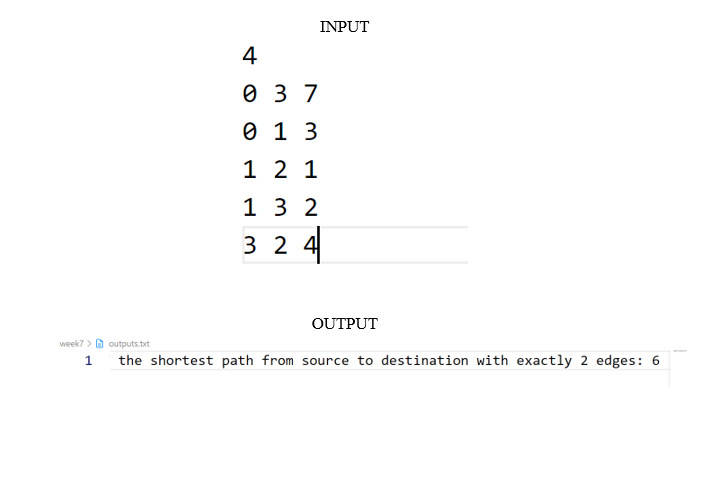 INPUT
4
0 3 7
0 1 3
1 2 1
1 3 2
3 2 4
OUTPUT
week7 > outputs.txt
1 the shortest path from source to destination with exactly 2 edges: 6